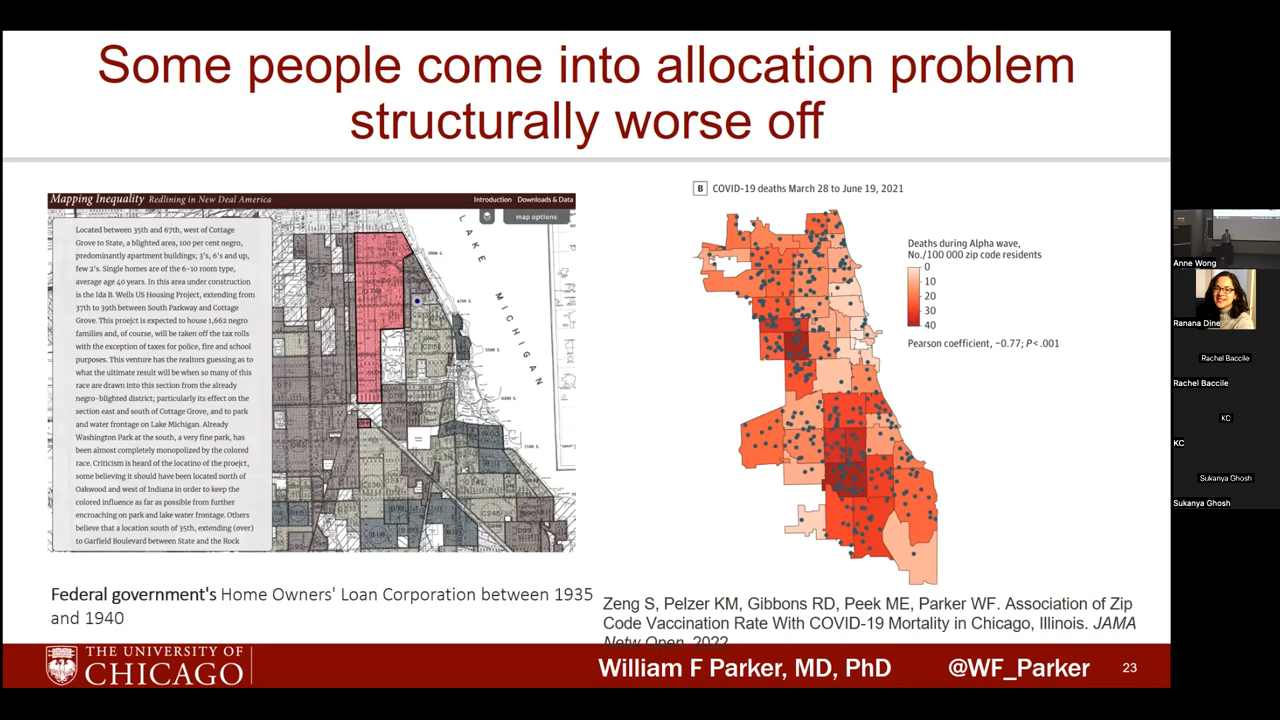 Some people come into allocation problem
structurally worse off
Mapping Inequality Redlining in New Deal America
Introduction Downloads & Data
map options
Located between 35th and 67th, west of Cottage
Grove to State, a blighted area, 100 per cent negro,
predominantly apartment buildings; 3's, 6's and up,
few 2's. Single homes are of the 6-10 room type,
average age 40 years. In this area under construction
is the Ida B. Wells US Housing Project, extending from
37th to 39th between South Parkway and Cottage
Grove. This project is expected to house 1,662 negro
families and, of course, will be taken off the tax rolls
with the exception of taxes for police, fire and school
purposes. This venture has the realtors guessing as to
what the ultimate result will be when so many of this
race are drawn into this section from the already
negro-blighted district; particularly its effect on the
section east and south of Cottage Grove, and to park
and water frontage on Lake Michigan. Already
Washington Park at the south, a very fine park, has
been almost completely monopolized by the colored
race. Criticism is heard of the locatino of the proejct,
some believing it should have been located north of
Oakwood and west of Indiana in order to keep the
colored influence as far as possible from further
encroaching on park and lake water frontage. Others
believe that a location south of 35th, extending (over)
to Garfield Boulevard between State and the Rock
LAKE MICHIGAN
Federal government's Home Owners' Loan Corporation between 1935
and 1940
B COVID-19 deaths March 28 to June 19, 2021
Deaths during Alpha wave,
No./100 000 zip code residents
0
10
20
30
40
Pearson coefficient, −0.77; P<.001
Zeng S, Pelzer KM, Gibbons RD, Peek ME, Parker WF. Association of Zip
Code Vaccination Rate With COVID-19 Mortality in Chicago, Illinois. JAMA
Netw Open. 2022
THE UNIVERSITY OF
CHICAGO
William F Parker, MD, PhD
@WF_Parker
23
Anne Wong
Ranana Dine
Rachel Baccile
Rachel Baccile
KC
KC
Sukanya Ghosh
Sukanya Ghosh